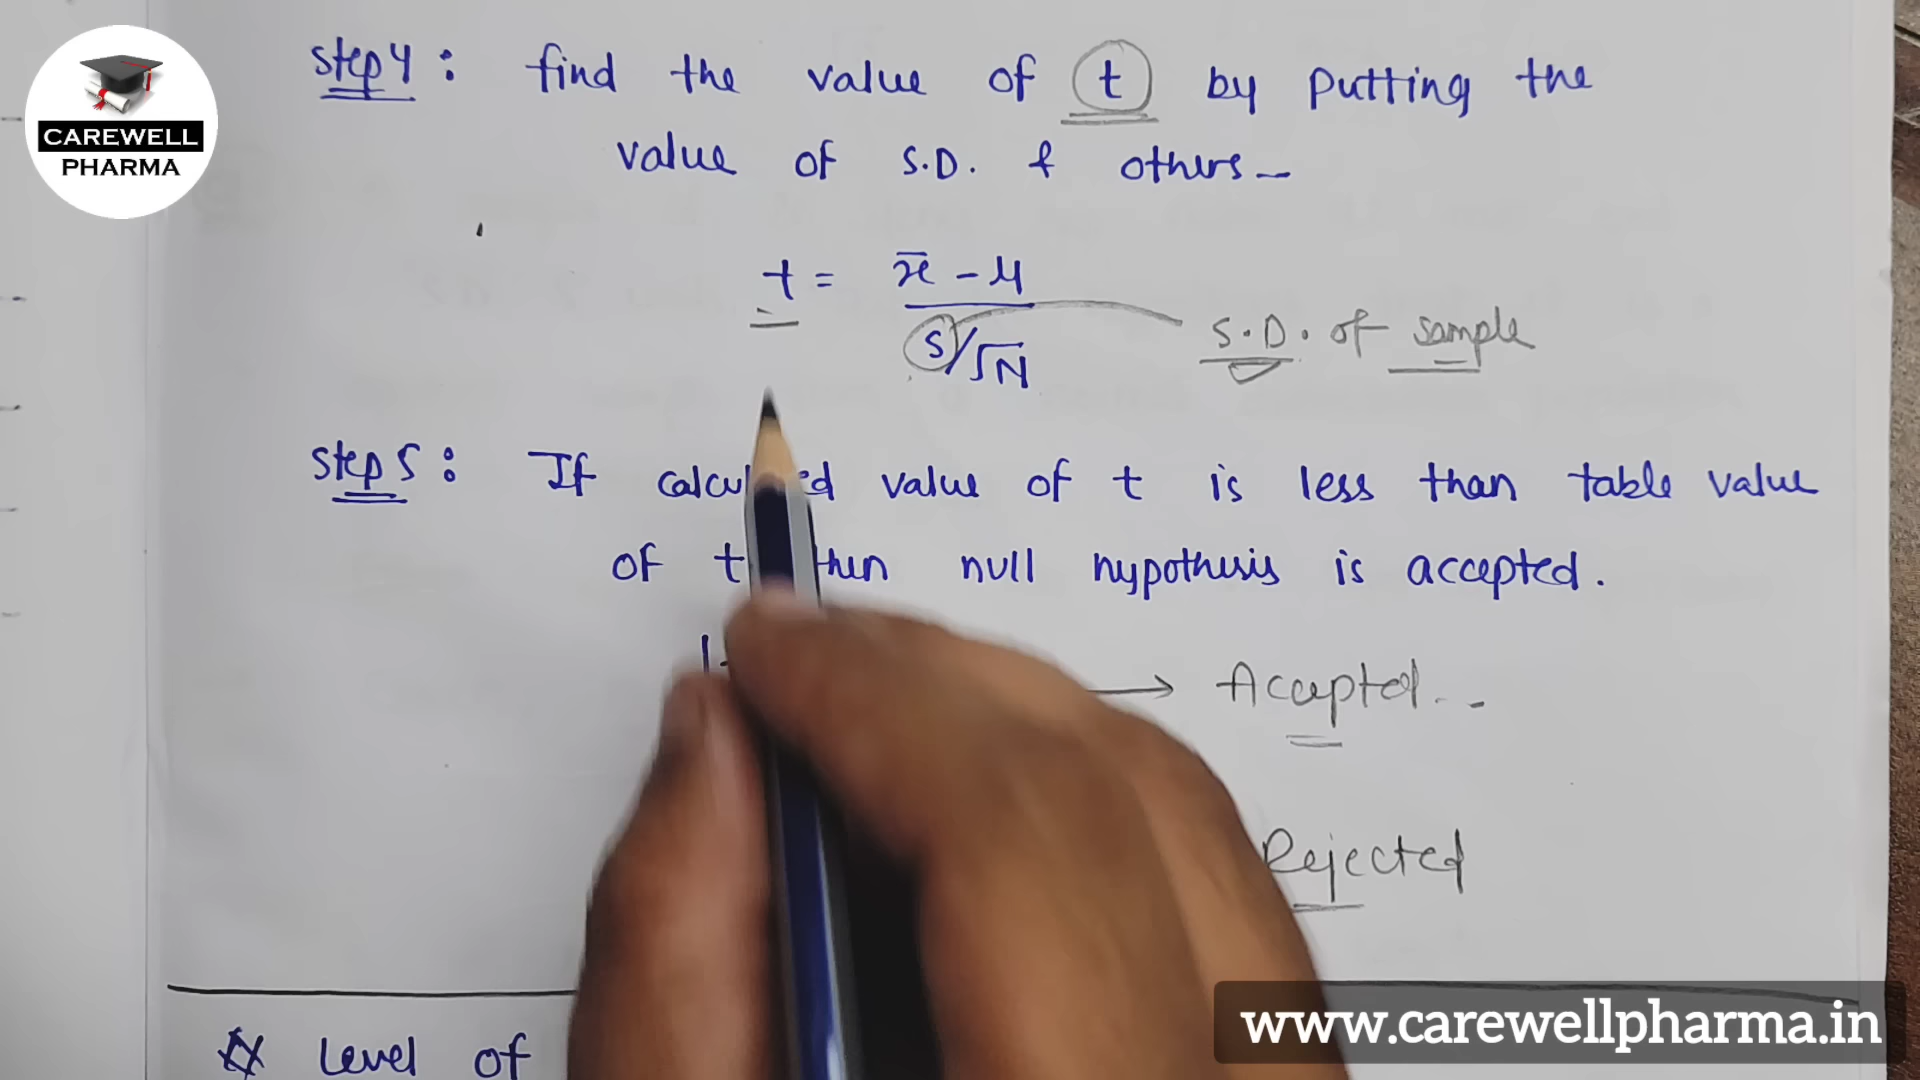 CAREWELL
PHARMA
Step 4 : find the value of t by putting the
value of S.D. & others –
t = x̄ - μ
S/√N
S.D. of sample
Step 5 : If value of t is less than table value
of t then null hypothesis is accepted.
→ Accepted..
Rejected
Level of
www.carewellpharma.in